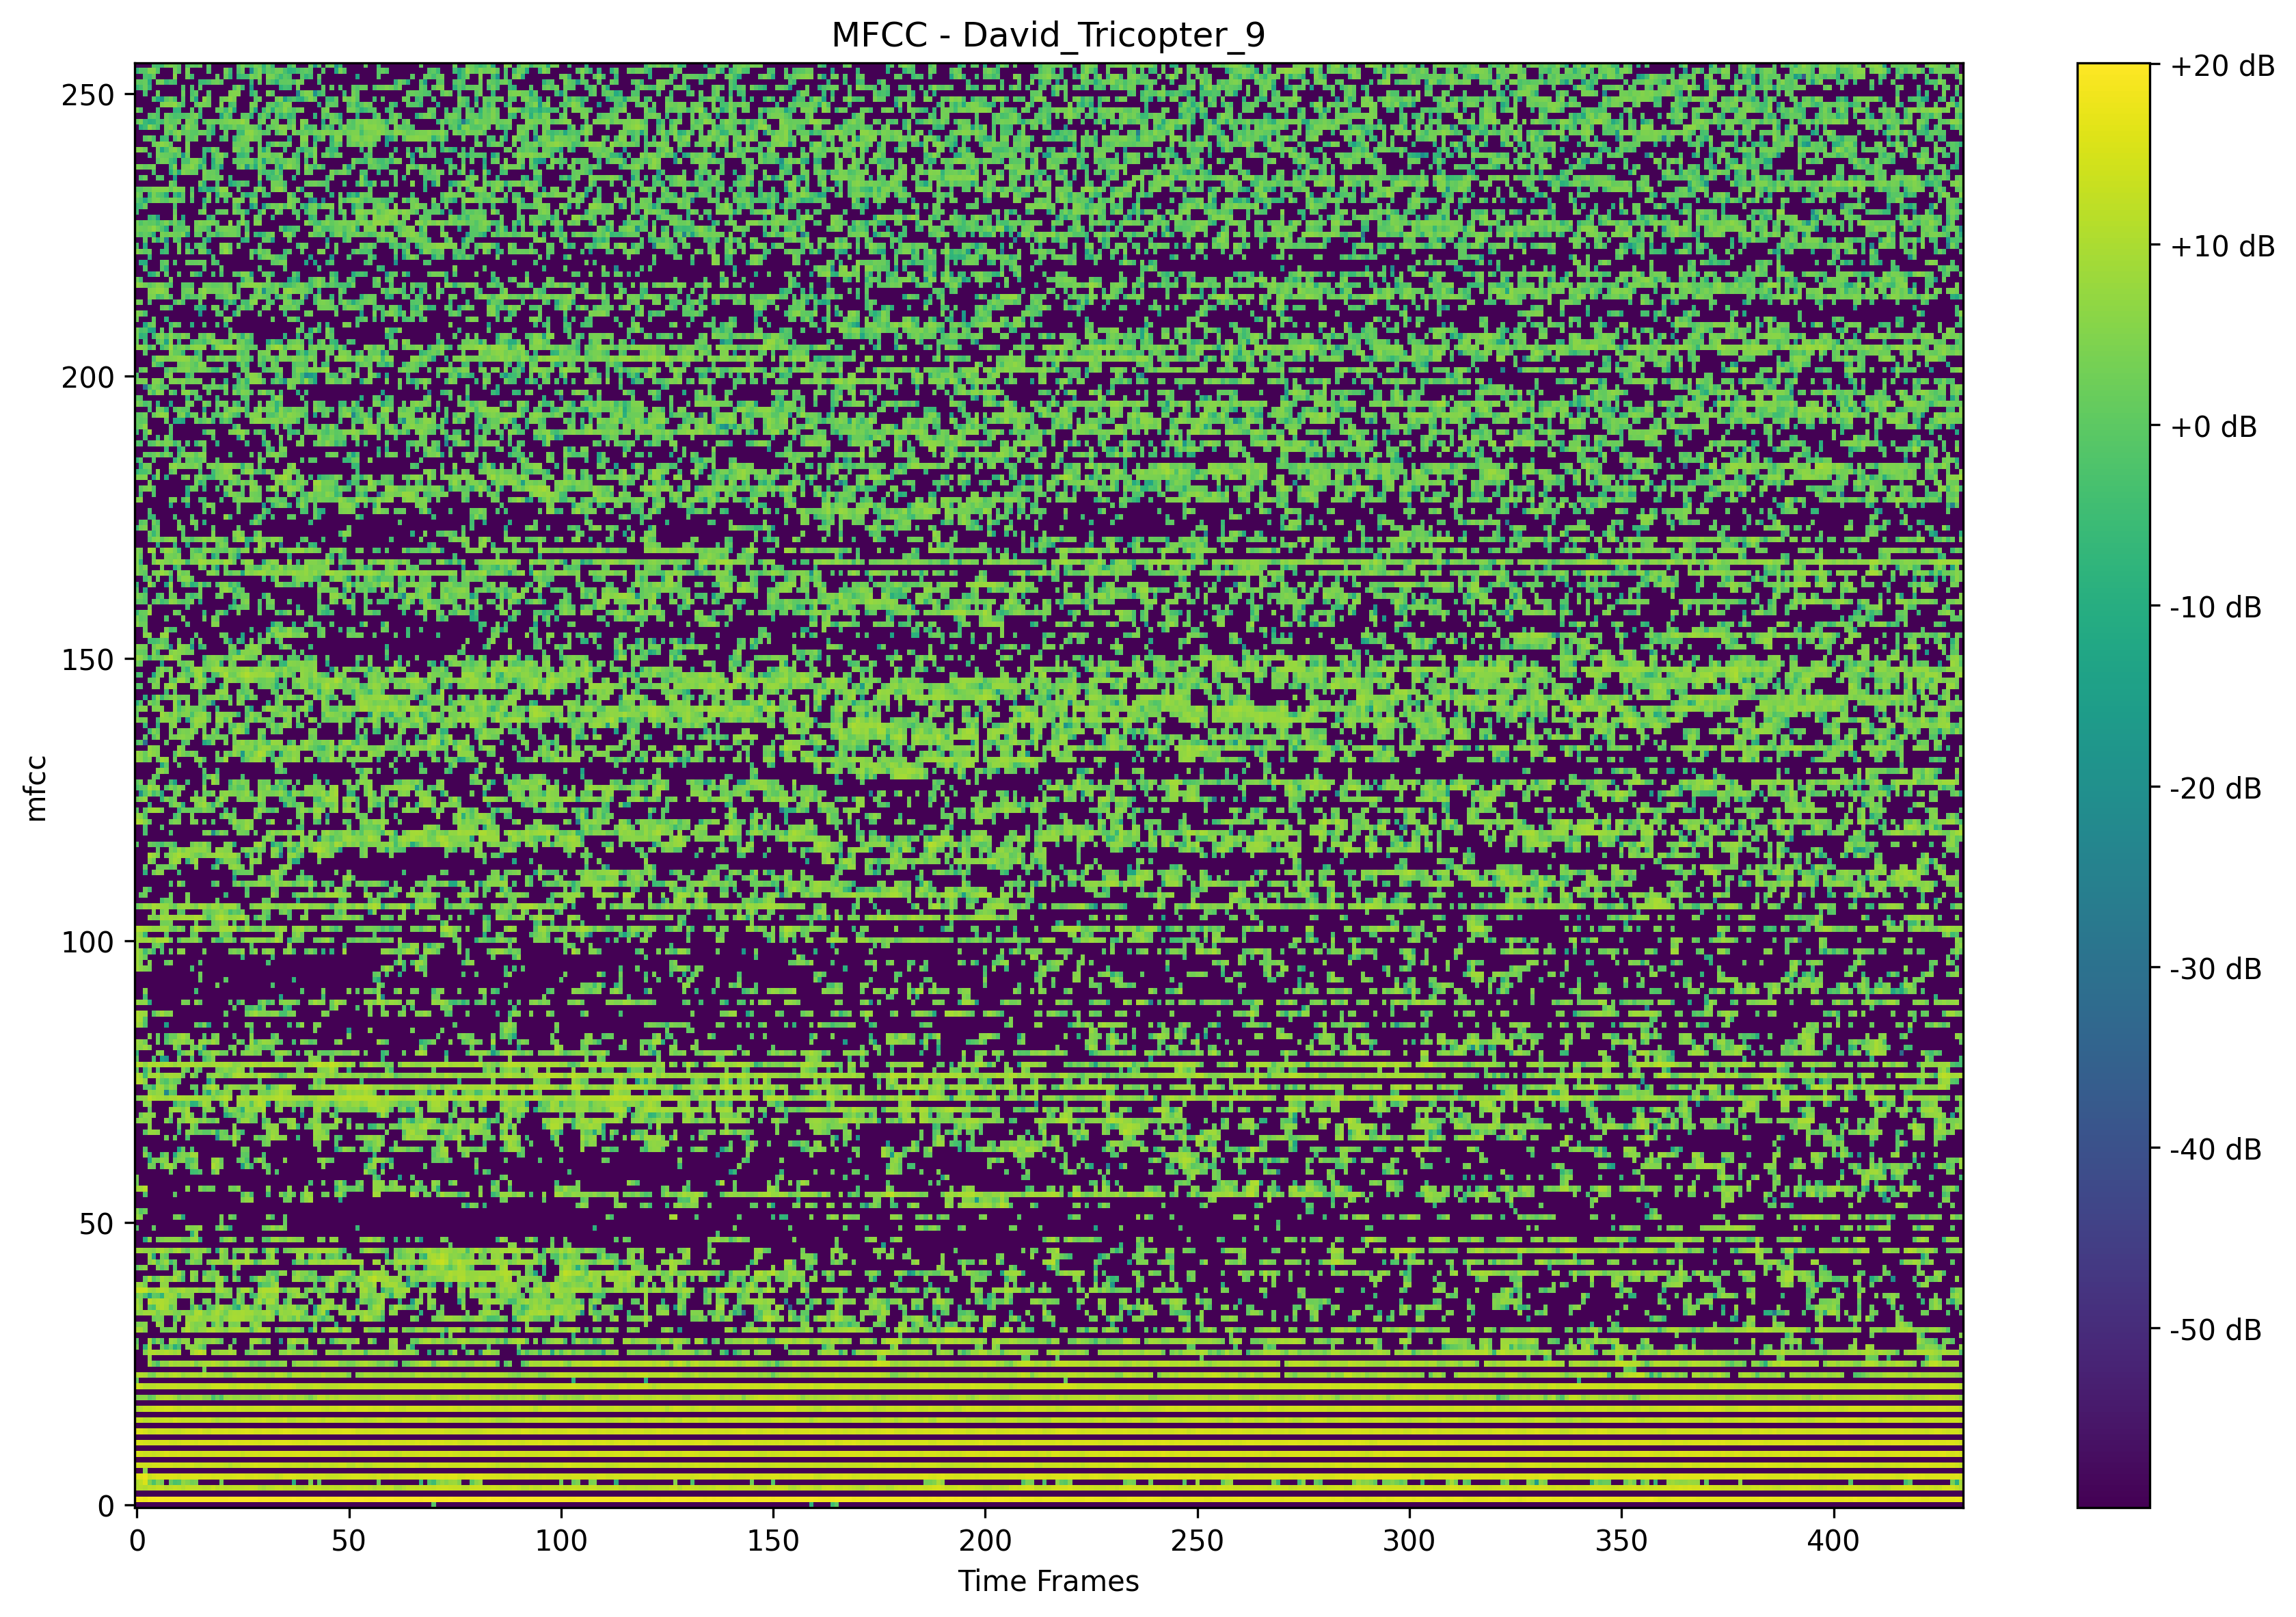 MFCC - David_Tricopter_9
mfcc
250
200
150
100
50
0
0 50 100 150 200 250 300 350 400
Time Frames
+20 dB
+10 dB
+0 dB
-10 dB
-20 dB
-30 dB
-40 dB
-50 dB